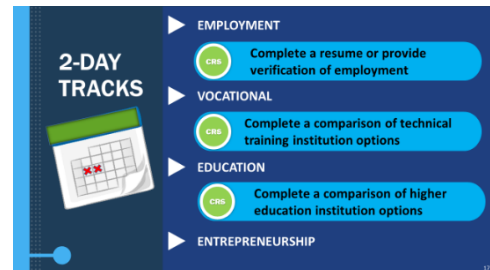 2-DAY
TRACKS
EMPLOYMENT
CRS
Complete a resume or provide
verification of employment
VOCATIONAL
CRS
Complete a comparison of technical
training institution options
EDUCATION
CRS
Complete a comparison of higher
education institution options
ENTREPRENEURSHIP